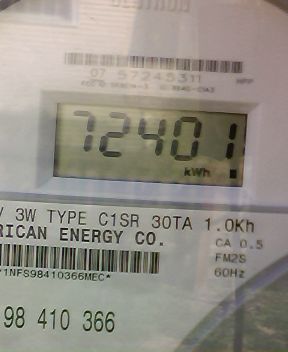 07 57245311
72401
kWh
V 3W TYPE C1SR 30TA 1.0Kh
RICAN ENERGY CO.
CA 0.5
FM2S
60Hz
1NFS98410366MEC*
98 410 366